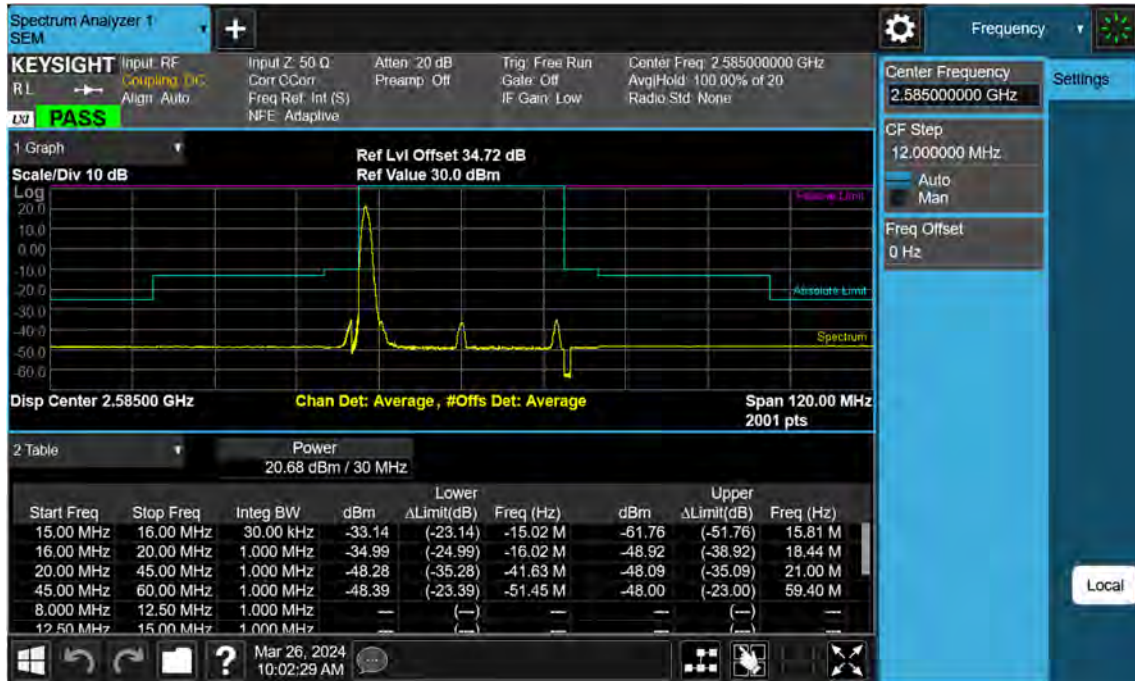 Spectrum Analyzer 1
SEM
+
Frequency
KEYSIGHT
Input: RF
Coupling: DC
Align: Auto
Input Z: 50 Ω
Corr CCorr
Freq Ref: Int (S)
NFE: Adaptive
Atten: 20 dB
Preamp: Off
Trig: Free Run
Gate: Off
IF Gain: Low
Center Freq: 2.585000000 GHz
Avg|Hold: 100.00% of 20
Radio Std: None
R L
LXI
PASS
Center Frequency
2.585000000 GHz
Settings
CF Step
12.000000 MHz
Auto
Man
Freq Offset
0 Hz
Local
1 Graph
Scale/Div 10 dB
Ref Lvl Offset 34.72 dB
Ref Value 30.0 dBm
Log
20.0
10.0
0.00
-10.0
-20.0
-30.0
-40.0
-50.0
-60.0
Relative Limit
Absolute Limit
Spectrum
Disp Center 2.58500 GHz
Chan Det: Average , #Offs Det: Average
Span 120.00 MHz
2001 pts
2 Table
Power
20.68 dBm / 30 MHz
Lower Upper
Start Freq Stop Freq Integ BW dBm ΔLimit(dB) Freq (Hz) dBm ΔLimit(dB) Freq (Hz)
15.00 MHz 16.00 MHz 30.00 kHz -33.14 (-23.14) -15.02 M -61.76 (-51.76) 15.81 M
16.00 MHz 20.00 MHz 1.000 MHz -34.99 (-24.99) -16.02 M -48.92 (-38.92) 18.44 M
20.00 MHz 45.00 MHz 1.000 MHz -48.28 (-35.28) -41.63 M -48.09 (-35.09) 21.00 M
45.00 MHz 60.00 MHz 1.000 MHz -48.39 (-23.39) -51.45 M -48.00 (-23.00) 59.40 M
8.000 MHz 12.50 MHz 1.000 MHz --- (---) --- --- (---) ---
12.50 MHz 15.00 MHz 1.000 MHz --- (---) --- --- (---) ---
?
Mar 26, 2024
10:02:29 AM